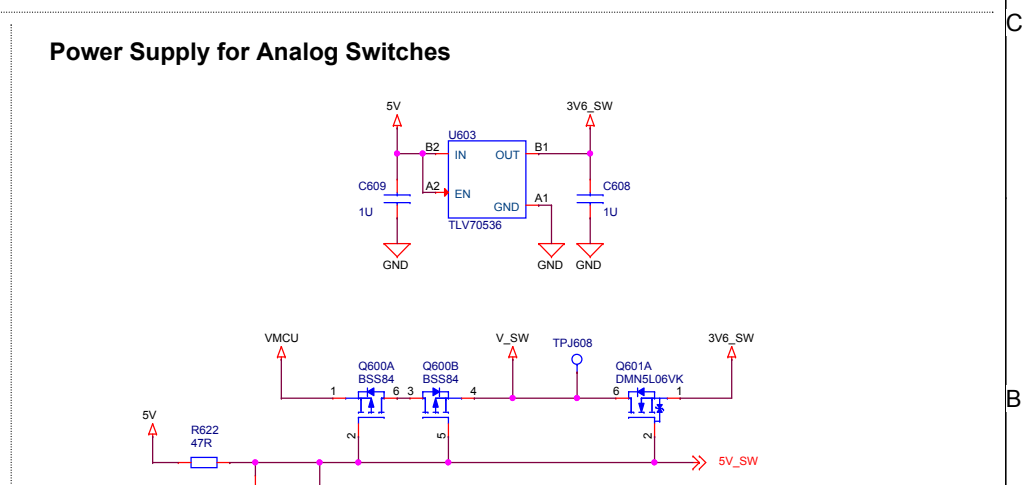 C
Power Supply for Analog Switches
5V
3V6_SW
U603
B2
IN
OUT
B1
C609
A2
EN
A1
C608
1U
GND
1U
TLV70536
GND
GND
GND
VMCU
V_SW
TPJ608
3V6_SW
Q600A
BSS84
Q600B
BSS84
Q601A
DMN5L06VK
1
6
3
4
6
1
B
5V
R622
47R
2
5
2
5V_SW